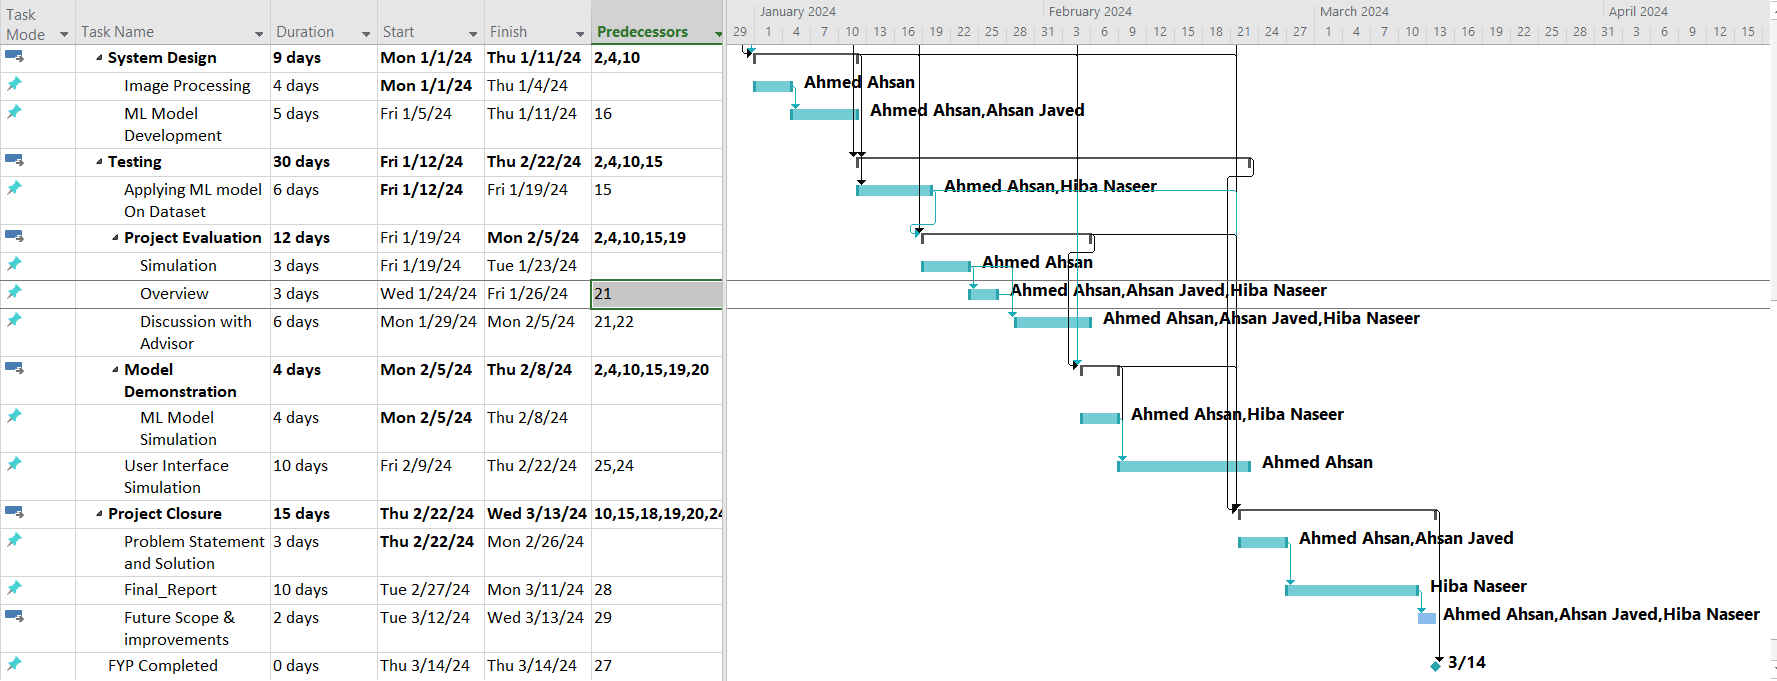 January 2024 February 2024 March 2024 April 2024
Task
Mode Task Name Duration Start Finish Predecessors 29 1 4 7 10 13 16 19 22 25 28 31 3 6 9 12 15 18 21 24 27 1 4 7 10 13 16 19 22 25 28 31 3 6 9 12 15
System Design 9 days Mon 1/1/24 Thu 1/11/24 2,4,10
Image Processing 4 days Mon 1/1/24 Thu 1/4/24 Ahmed Ahsan
ML Model 5 days Fri 1/5/24 Thu 1/11/24 16 Ahmed Ahsan,Ahsan Javed
Development
Testing 30 days Fri 1/12/24 Thu 2/22/24 2,4,10,15
Applying ML model 6 days Fri 1/12/24 Fri 1/19/24 15 Ahmed Ahsan,Hiba Naseer
On Dataset
Project Evaluation 12 days Fri 1/19/24 Mon 2/5/24 2,4,10,15,19
Simulation 3 days Fri 1/19/24 Tue 1/23/24 Ahmed Ahsan
Overview 3 days Wed 1/24/24 Fri 1/26/24 21 Ahmed Ahsan,Ahsan Javed,Hiba Naseer
Discussion with 6 days Mon 1/29/24 Mon 2/5/24 21,22 Ahmed Ahsan,Ahsan Javed,Hiba Naseer
Advisor
Model 4 days Mon 2/5/24 Thu 2/8/24 2,4,10,15,19,20
Demonstration
ML Model 4 days Mon 2/5/24 Thu 2/8/24 Ahmed Ahsan,Hiba Naseer
Simulation
User Interface 10 days Fri 2/9/24 Thu 2/22/24 25,24 Ahmed Ahsan
Simulation
Project Closure 15 days Thu 2/22/24 Wed 3/13/24 10,15,18,19,20,24
Problem Statement 3 days Thu 2/22/24 Mon 2/26/24 Ahmed Ahsan,Ahsan Javed
and Solution
Final_Report 10 days Tue 2/27/24 Mon 3/11/24 28 Hiba Naseer
Future Scope & 2 days Tue 3/12/24 Wed 3/13/24 29 Ahmed Ahsan,Ahsan Javed,Hiba Naseer
improvements
FYP Completed 0 days Thu 3/14/24 Thu 3/14/24 27 3/14